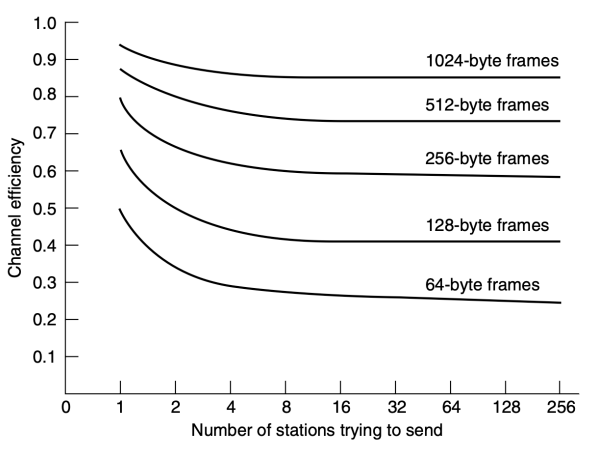 1.0
0.9
0.8
0.7
0.6
0.5
0.4
0.3
0.2
0.1
Channel efficiency
1024-byte frames
512-byte frames
256-byte frames
128-byte frames
64-byte frames
0 1 2 4 8 16 32 64 128 256
Number of stations trying to send